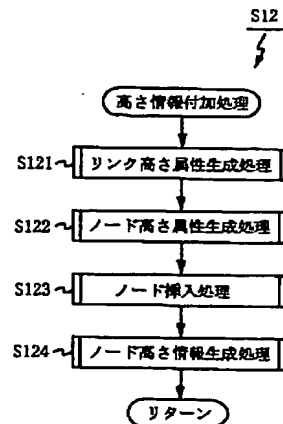 S12
高さ情報付加処理
S121 リンク高さ属性生成処理
S122 ノード高さ属性生成処理
S123 ノード挿入処理
S124 ノード高さ情報生成処理
リターン